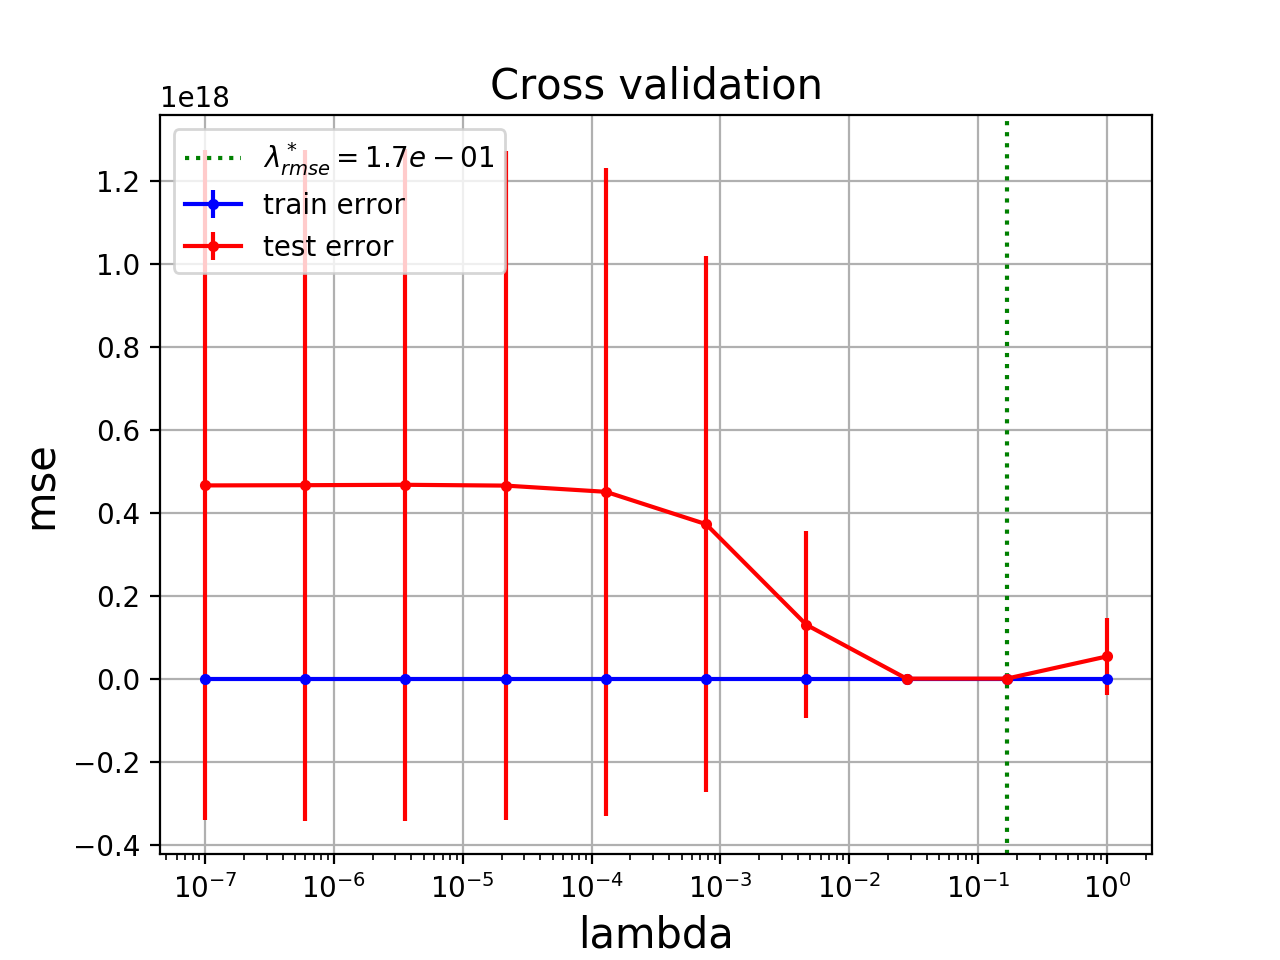 Cross validation
1e18
λ*rmse = 1.7e − 01
train error
test error
1.2
1.0
0.8
0.6
0.4
0.2
0.0
−0.2
−0.4
mse
10⁻⁷ 10⁻⁶ 10⁻⁵ 10⁻⁴ 10⁻³ 10⁻² 10⁻¹ 10⁰
lambda